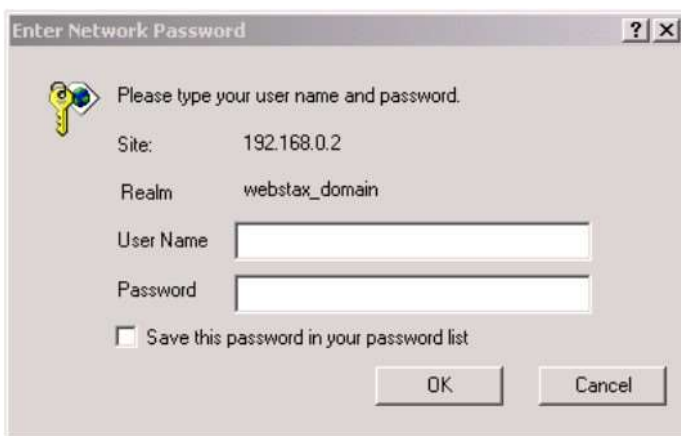 Enter Network Password
Please type your user name and password.
Site: 192.168.0.2
Realm webstax_domain
User Name
Password
Save this password in your password list
OK Cancel